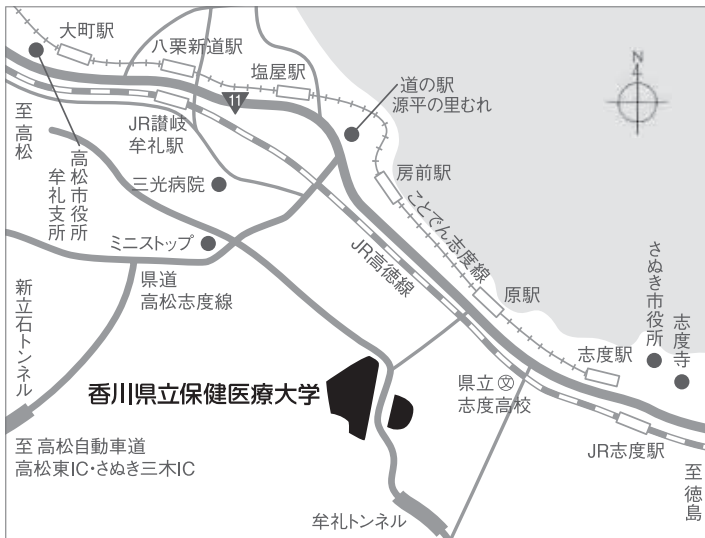 大町駅
八栗新道駅
塩屋駅
道の駅
源平の里むれ
N
11
至高松
高松市役所
牟礼支所
JR讃岐
牟礼駅
三光病院
房前駅
ことでん志度線
ミニストップ
JR高徳線
県道
高松志度線
原駅
さぬき市役所
志度寺
新立石トンネル
志度駅
香川県立保健医療大学
県立文
志度高校
至 高松自動車道
高松東IC・さぬき三木IC
JR志度駅
至徳島
牟礼トンネル